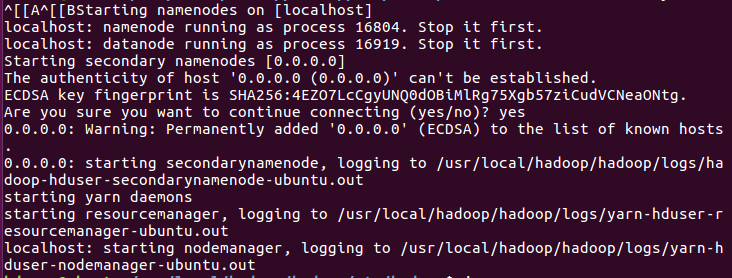 ^[[A^[[BStarting namenodes on [localhost]
localhost: namenode running as process 16804. Stop it first.
localhost: datanode running as process 16919. Stop it first.
Starting secondary namenodes [0.0.0.0]
The authenticity of host '0.0.0.0 (0.0.0.0)' can't be established.
ECDSA key fingerprint is SHA256:4EZO7LcCgyUNQ0dOBiMlRg75Xgb57ziCudVCNeaONtg.
Are you sure you want to continue connecting (yes/no)? yes
0.0.0.0: Warning: Permanently added '0.0.0.0' (ECDSA) to the list of known hosts
.
0.0.0.0: starting secondarynamenode, logging to /usr/local/hadoop/hadoop/logs/ha
doop-hduser-secondarynamenode-ubuntu.out
starting yarn daemons
starting resourcemanager, logging to /usr/local/hadoop/hadoop/logs/yarn-hduser-r
esourcemanager-ubuntu.out
localhost: starting nodemanager, logging to /usr/local/hadoop/hadoop/logs/yarn-h
duser-nodemanager-ubuntu.out